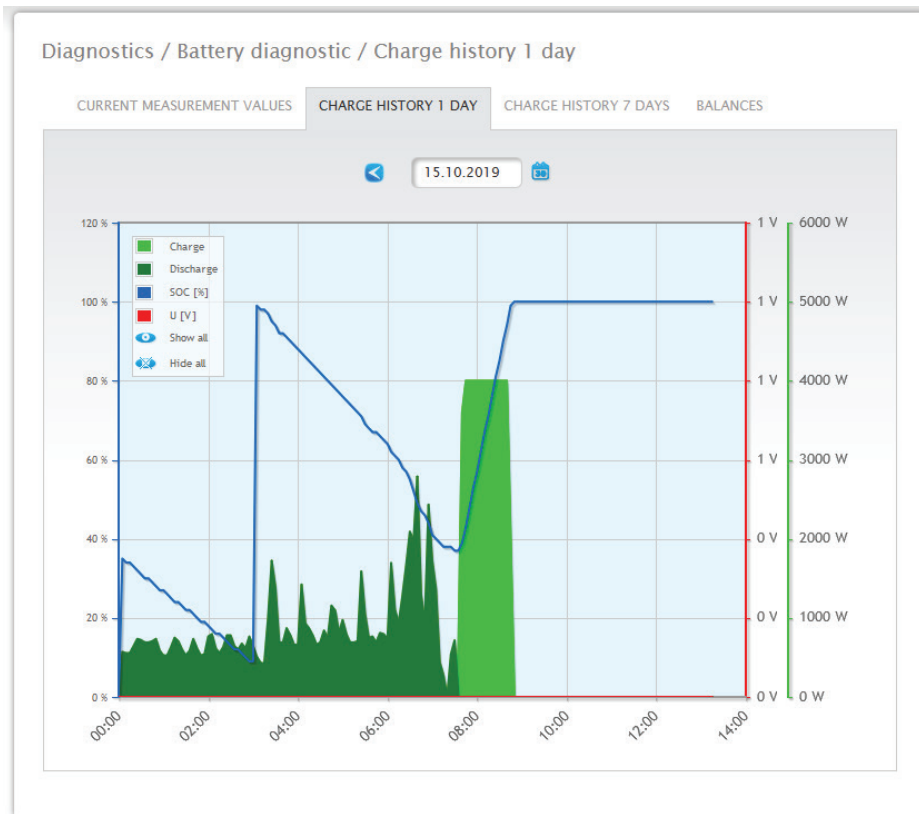 Diagnostics / Battery diagnostic / Charge history 1 day
CURRENT MEASUREMENT VALUES CHARGE HISTORY 1 DAY CHARGE HISTORY 7 DAYS BALANCES
15.10.2019 30
120 % 1 V 6000 W
Charge
Discharge
SOC [%]
100 % 1 V 5000 W
U [V]
Show all
Hide all
80 % 1 V 4000 W
60 % 1 V 3000 W
40 % 0 V 2000 W
20 % 0 V 1000 W
0 % 0 V 0 W
00:00 02:00 04:00 06:00 08:00 10:00 12:00 14:00